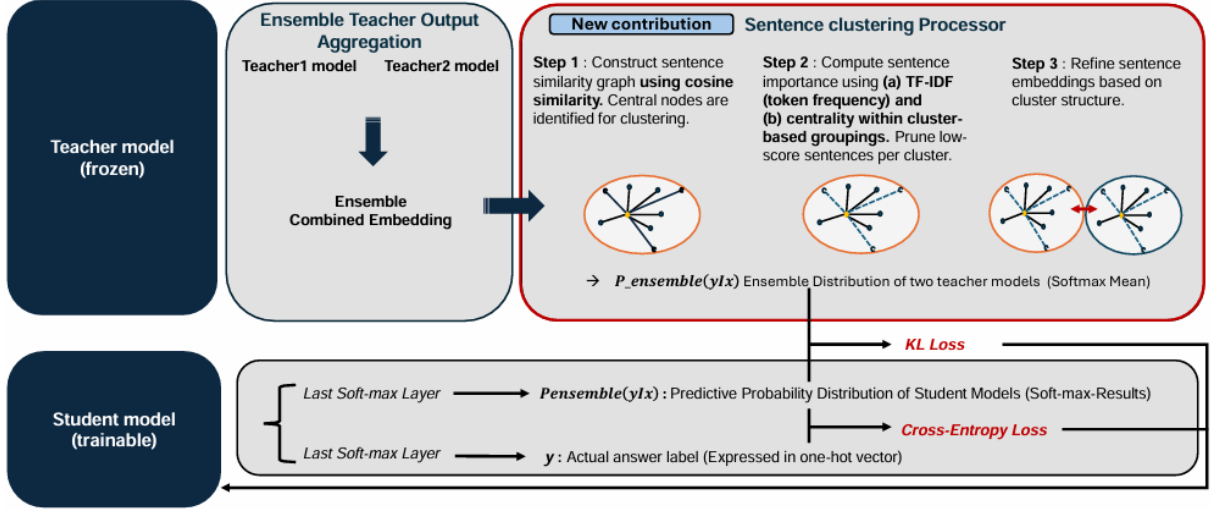 Teacher model
(frozen)
Ensemble Teacher Output
Aggregation
Teacher1 model
Teacher2 model
Ensemble
Combined Embedding
New contribution
Sentence clustering Processor
Step 1 : Construct sentence
similarity graph using cosine
similarity. Central nodes are
identified for clustering.
Step 2 : Compute sentence
importance using (a) TF-IDF
(token frequency) and
(b) centrality within cluster-
based groupings. Prune low-
score sentences per cluster.
Step 3 : Refine sentence
embeddings based on
cluster structure.
→ P_ensemble(yIx) Ensemble Distribution of two teacher models (Softmax Mean)
KL Loss
Student model
(trainable)
Last Soft-max Layer
Pensemble(yIx) : Predictive Probability Distribution of Student Models (Soft-max-Results)
Cross-Entropy Loss
Last Soft-max Layer
y : Actual answer label (Expressed in one-hot vector)